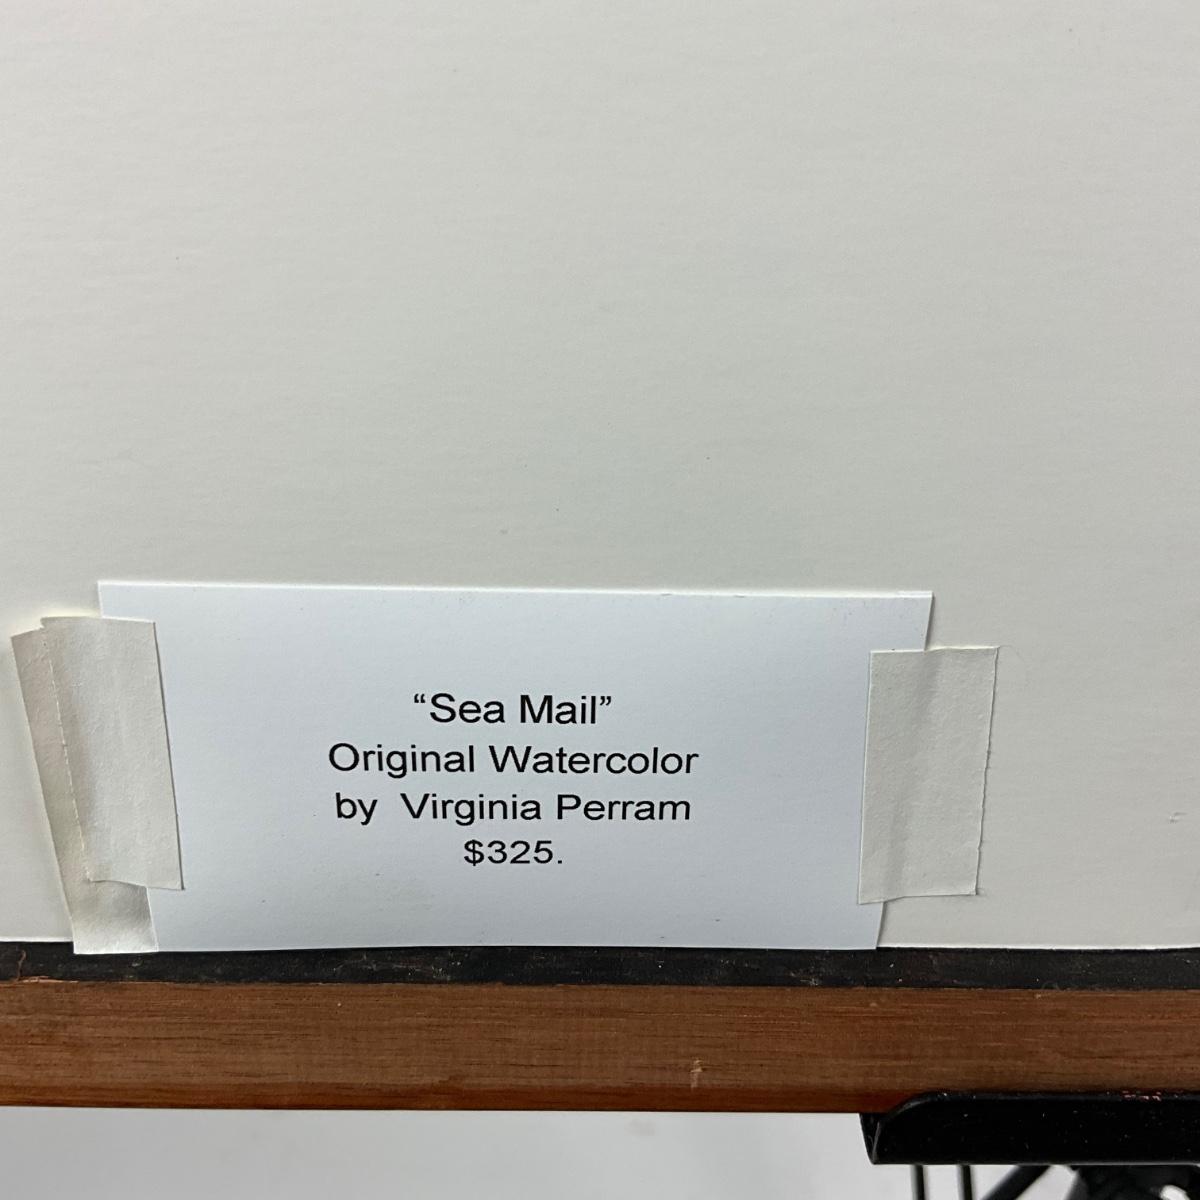 “Sea Mail”
Original Watercolor
by Virginia Perram
$325.